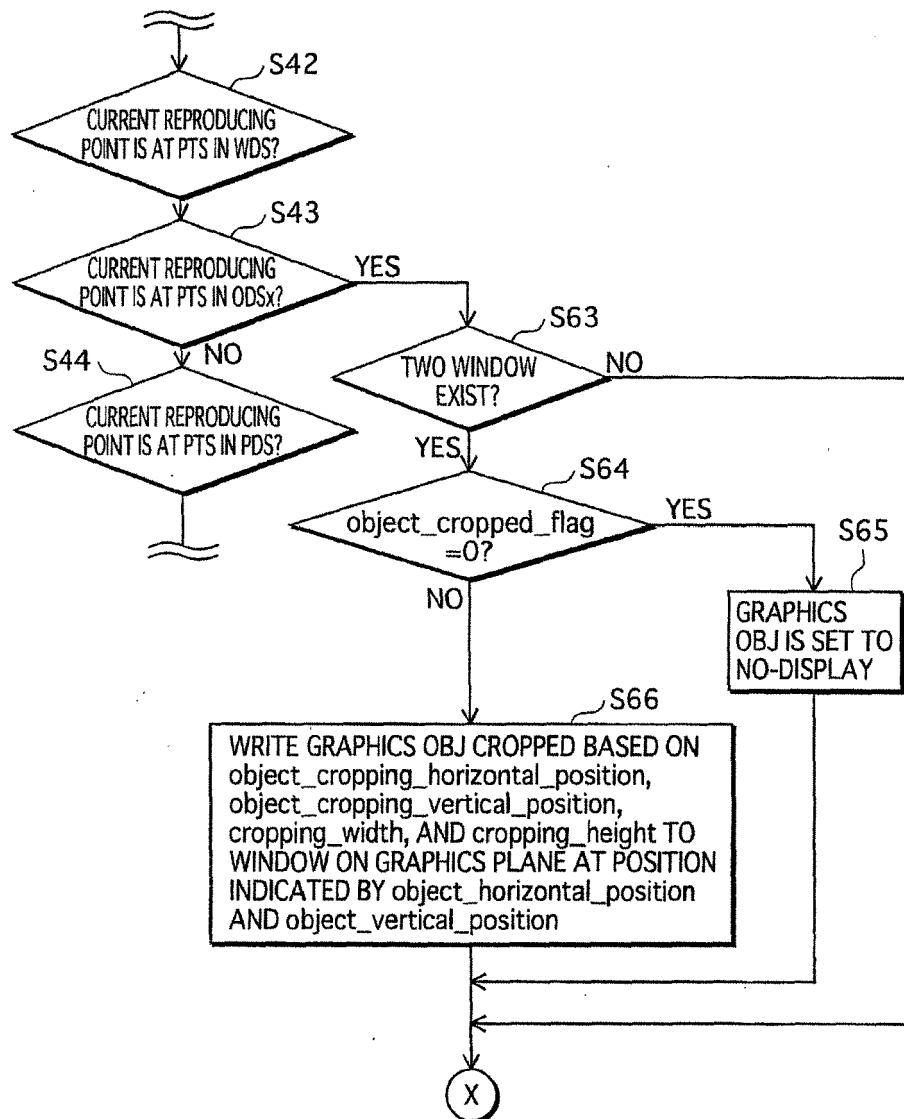 S42
CURRENT REPRODUCING
POINT IS AT PTS IN WDS?
S43
CURRENT REPRODUCING
POINT IS AT PTS IN ODSx?
YES
NO
S63
TWO WINDOW
EXIST?
NO
YES
S44
CURRENT REPRODUCING
POINT IS AT PTS IN PDS?
S64
object_cropped_flag
=0?
YES
NO
S65
GRAPHICS
OBJ IS SET TO
NO-DISPLAY
S66
WRITE GRAPHICS OBJ CROPPED BASED ON
object_cropping_horizontal_position,
object_cropping_vertical_position,
cropping_width, AND cropping_height TO
WINDOW ON GRAPHICS PLANE AT POSITION
INDICATED BY object_horizontal_position
AND object_vertical_position
X